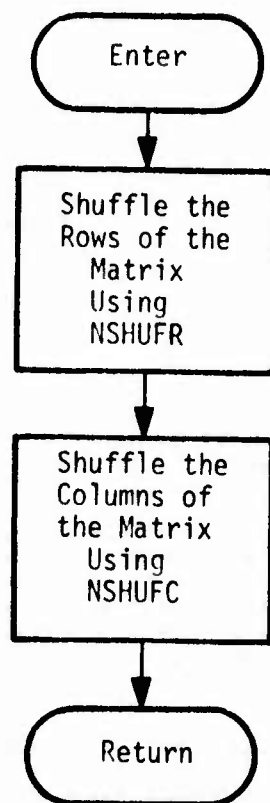 Enter
Shuffle the
Rows of the
Matrix
Using
NSHUFR
Shuffle the
Columns of
the Matrix
Using
NSHUFC
Return